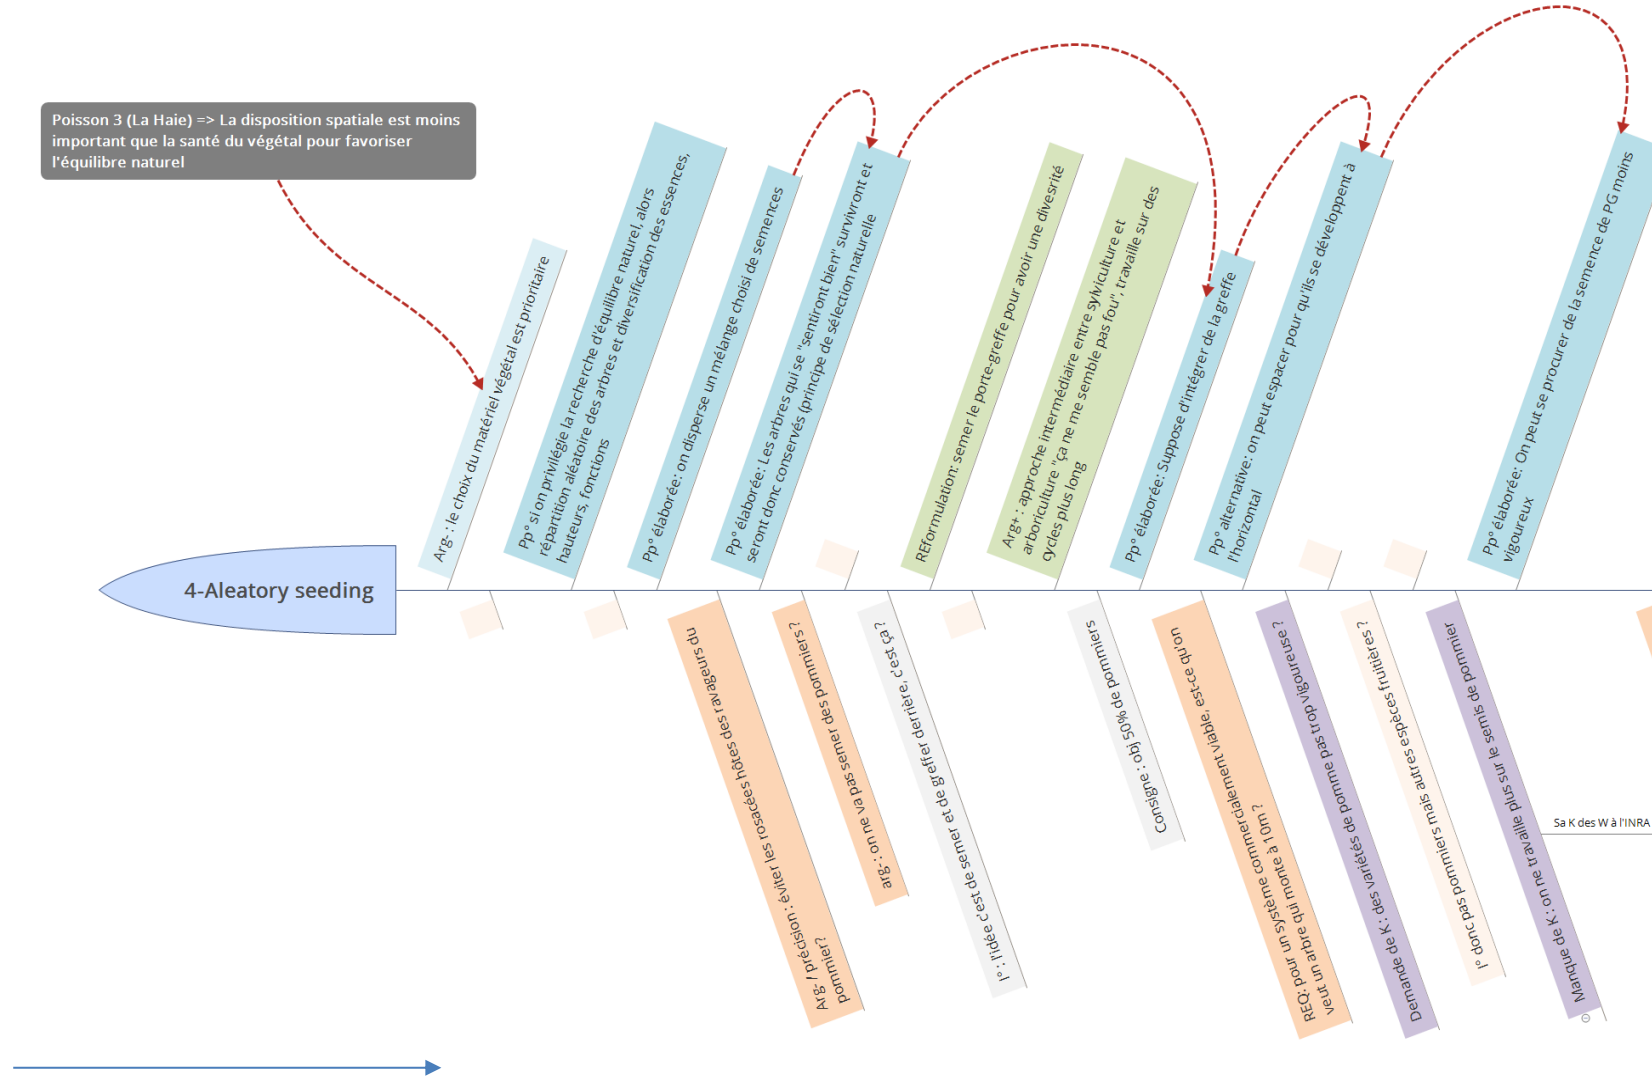 Poisson 3 (La Haie) => La disposition spatiale est moins
important que la santé du végétal pour favoriser
l'équilibre naturel
4-Aleatory seeding
Arg- : le choix du matériel végétal est prioritaire
Pp° si on privilégie la recherche d'équilibre naturel, alors
répartition aléatoire des arbres et diversification des essences,
hauteurs, fonctions
Pp° élaborée: on disperse un mélange choisi de semences
Pp° élaborée: Les arbres qui se "sentiront bien" survivront et
seront donc conservés (principe de sélection naturelle
REformulation: semer le porte-greffe pour avoir une divesrité
Arg+ : approche intermédiaire entre sylviculture et
arboriculture "ça ne me semble pas fou", travaille sur des
cycles plus long
Pp° élaborée: Suppose d'intégrer de la greffe
Pp° alternative: on peut espacer pour qu'ils se développent à
l'horizontal
Pp° élaborée: On peut se procurer de la semence de PG moins
vigoureux
Arg- / précision : éviter les rosacées hôtes des ravageurs du
pommier?
arg- : on ne va pas semer des pommiers ?
I° : l'idée c'est de semer et de greffer derrière, c'est ça ?
Consigne : obj 50% de pommiers
REQ: pour un système commercialement viable, est-ce qu'on
veut un arbre qui monte à 10m ?
Demande de K : des variétés de pomme pas trop vigoureuse ?
I° donc pas pommiers mais autres espèces fruitières ?
Manque de K : on ne travaille plus sur le semis de pommier
Sa K des W à l'INRA